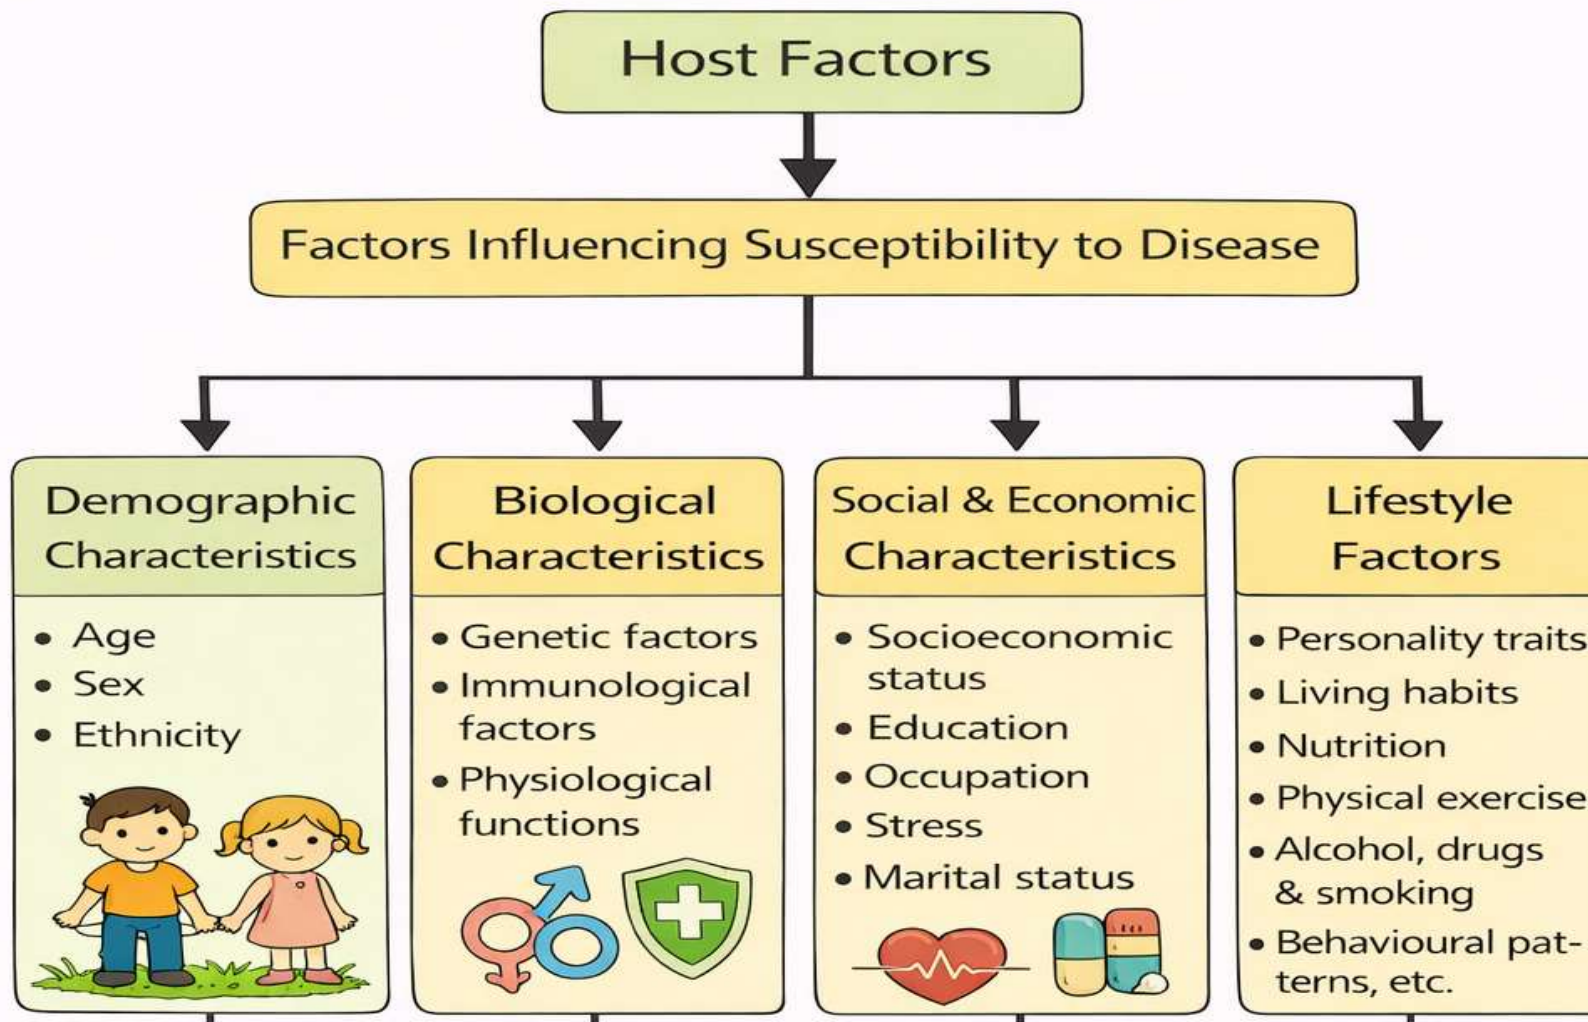 Host Factors
Factors Influencing Susceptibility to Disease
Demographic
Characteristics
• Age
• Sex
• Ethnicity
Biological
Characteristics
• Genetic factors
• Immunological
factors
• Physiological
functions
Social & Economic
Characteristics
• Socioeconomic
status
• Education
• Occupation
• Stress
• Marital status
Lifestyle
Factors
• Personality traits
• Living habits
• Nutrition
• Physical exercise
• Alcohol, drugs
& smoking
• Behavioural pat-
terns, etc.